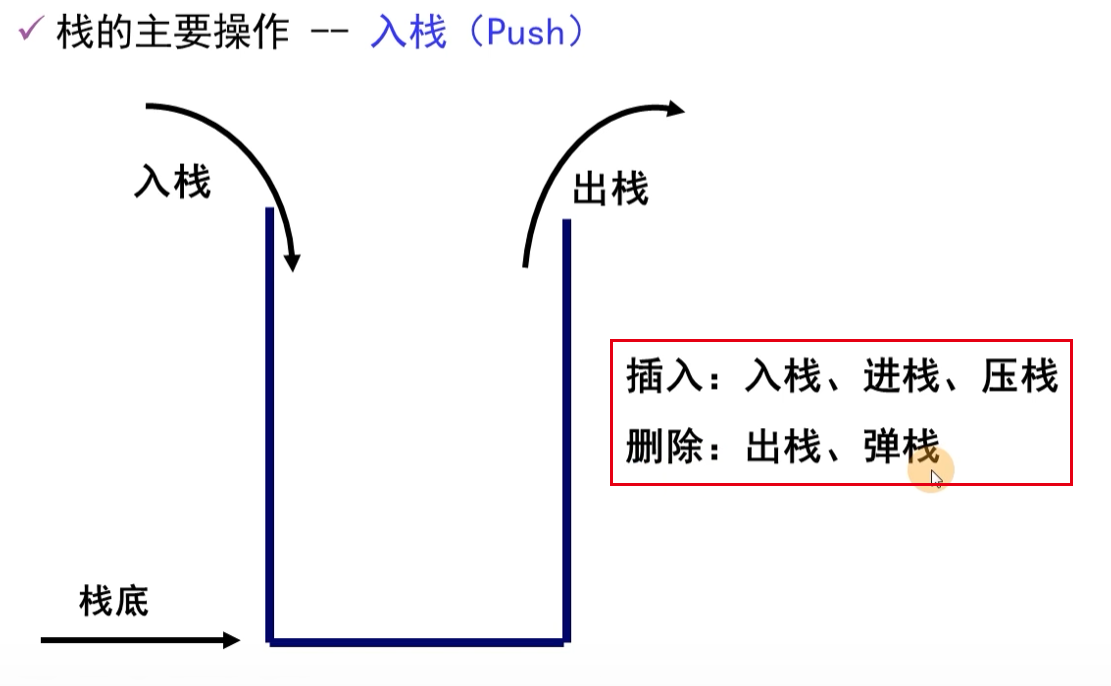 ✓ 栈的主要操作 -- 入栈（Push）
入栈
出栈
插入：入栈、进栈、压栈
删除：出栈、弹栈
栈底